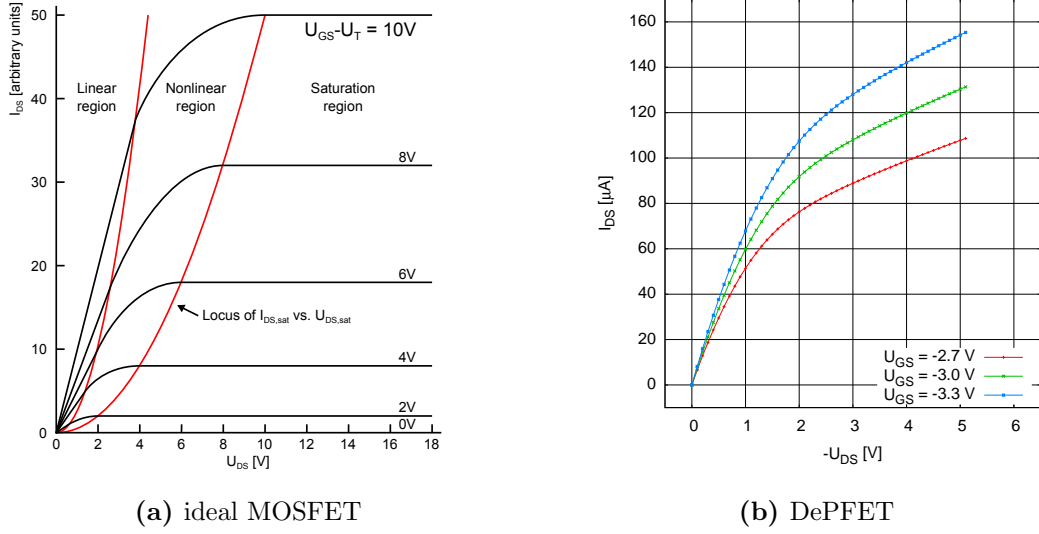 50
40
30
20
10
0
I_DS [arbitrary units]
U_GS-U_T = 10V
Linear
region
Nonlinear
region
Saturation
region
8V
6V
Locus of I_DS,sat vs. U_DS,sat
4V
2V
0V
0 2 4 6 8 10 12 14 16 18
U_DS [V]
(a) ideal MOSFET
160
140
120
100
80
60
40
20
0
I_DS [µA]
U_GS = -2.7 V
U_GS = -3.0 V
U_GS = -3.3 V
0 1 2 3 4 5 6
-U_DS [V]
(b) DePFET